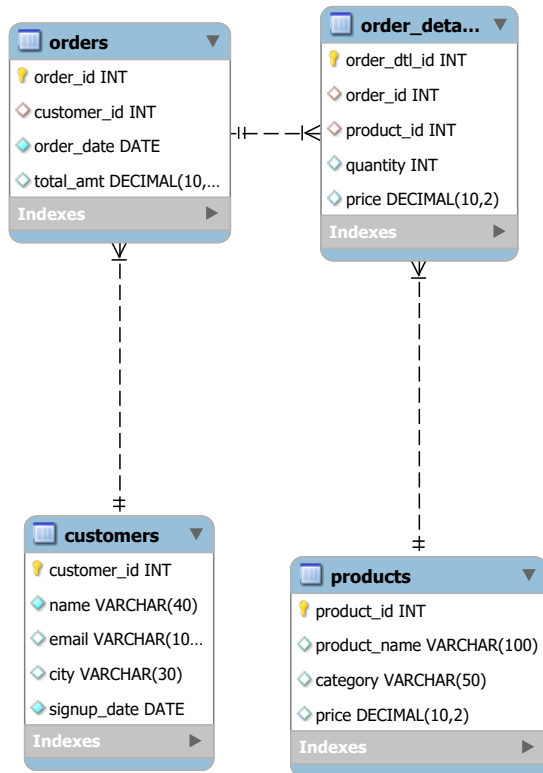 orders
order_id INT
customer_id INT
order_date DATE
total_amt DECIMAL(10,...
Indexes
order_deta...
order_dtl_id INT
order_id INT
product_id INT
quantity INT
price DECIMAL(10,2)
Indexes
customers
customer_id INT
name VARCHAR(40)
email VARCHAR(10...
city VARCHAR(30)
signup_date DATE
Indexes
products
product_id INT
product_name VARCHAR(100)
category VARCHAR(50)
price DECIMAL(10,2)
Indexes